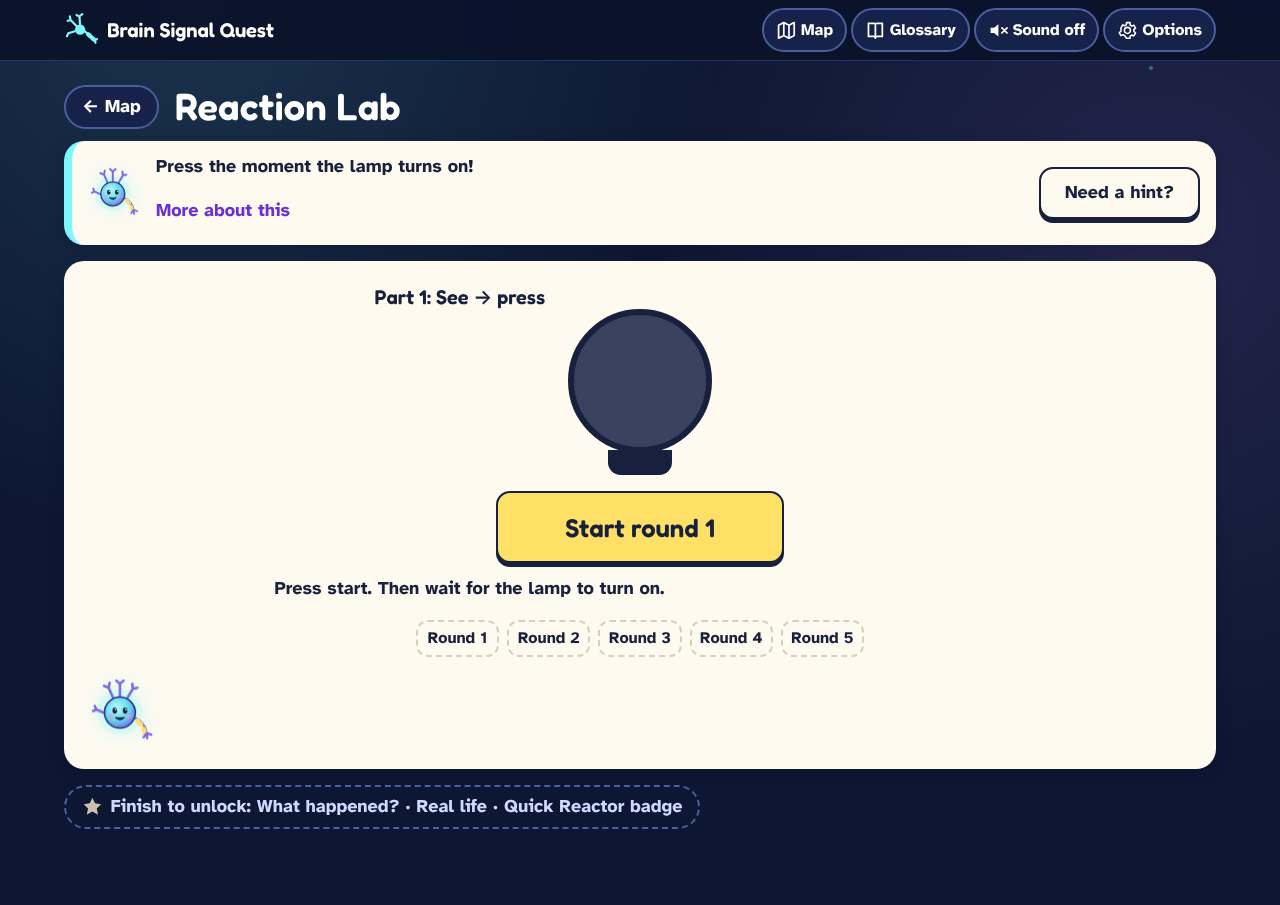 Brain Signal Quest
Map
Glossary
Sound off
Options
← Map
Reaction Lab
Press the moment the lamp turns on!
More about this
Need a hint?
Part 1: See → press
Start round 1
Press start. Then wait for the lamp to turn on.
Round 1
Round 2
Round 3
Round 4
Round 5
Finish to unlock: What happened? · Real life · Quick Reactor badge